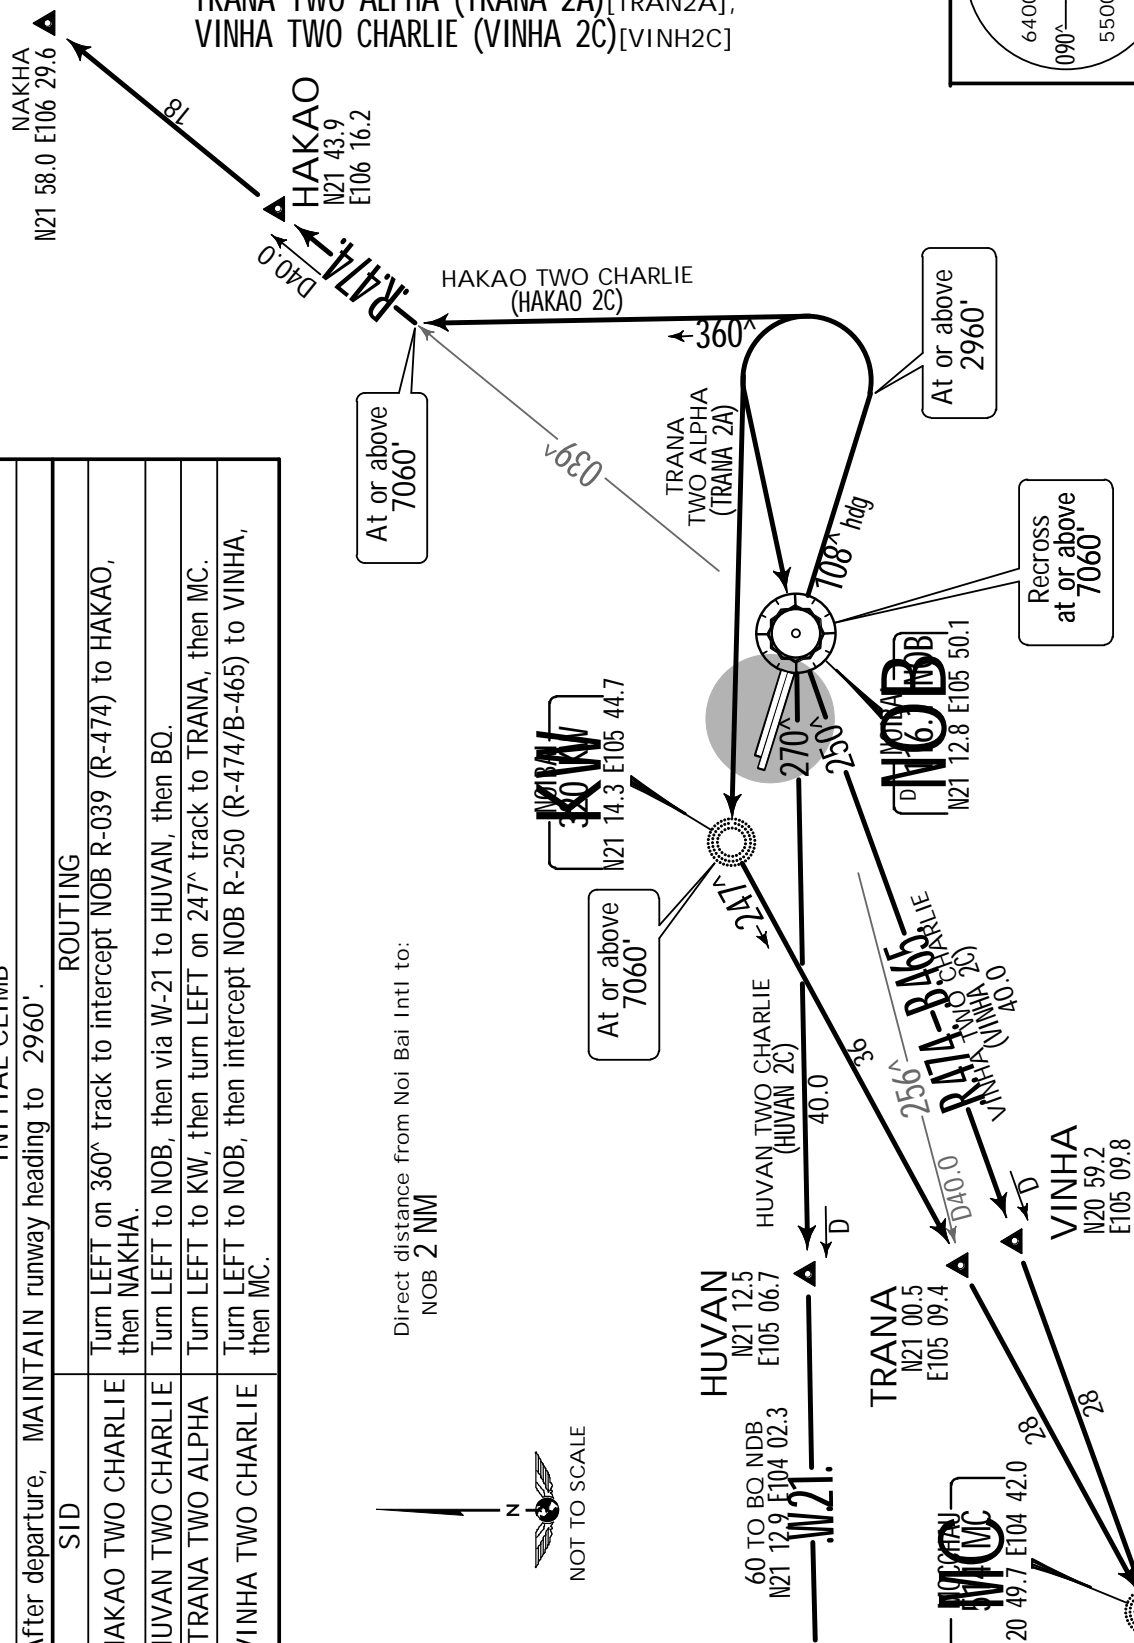 TRANA TWO ALPHA (TRANA 2A)[TRAN2A],
VINHA TWO CHARLIE (VINHA 2C)[VINH2C]
6400
090^
5500
NAKHA
N21 58.0 E106 29.6
18
HAKAO
N21 43.9
E106 16.2
D40.0
R474.
HAKAO TWO CHARLIE
(HAKAO 2C)
360^
At or above
7060'
039^
TRANA
TWO ALPHA
(TRANA 2A)
At or above
2960'
108^ hdg
Recross
at or above
7060'
INITIAL CLIMB
After departure, MAINTAIN runway heading to 2960'.
SID
ROUTING
HAKAO TWO CHARLIE
Turn LEFT on 360^ track to intercept NOB R-039 (R-474) to HAKAO,
then NAKHA.
HUVAN TWO CHARLIE
Turn LEFT to NOB, then via W-21 to HUVAN, then BQ.
TRANA TWO ALPHA
Turn LEFT to KW, then turn LEFT on 247^ track to TRANA, then MC.
VINHA TWO CHARLIE
Turn LEFT to NOB, then intercept NOB R-250 (R-474/B-465) to VINHA,
then MC.
Direct distance from Noi Bai Intl to:
NOB 2 NM
NOIBAI
320 KW
KW
N21 14.3 E105 44.7
At or above
7060'
247^
270^
250^
D
NOIBAI
NOB
NOB
N21 12.8 E105 50.1
HUVAN TWO CHARLIE
(HUVAN 2C)
40.0
36
256^
D40.0
R474-B465.
VINHA TWO CHARLIE
(VINHA 2C)
40.0
D
D
HUVAN
N21 12.5
E105 06.7
TRANA
N21 00.5
E105 09.4
VINHA
N20 59.2
E105 09.8
28
28
N
NOT TO SCALE
60 TO BQ NDB
N21 12.9 E104 02.3
.W21.
MOCCHAU
MC
MC
20 49.7 E104 42.0